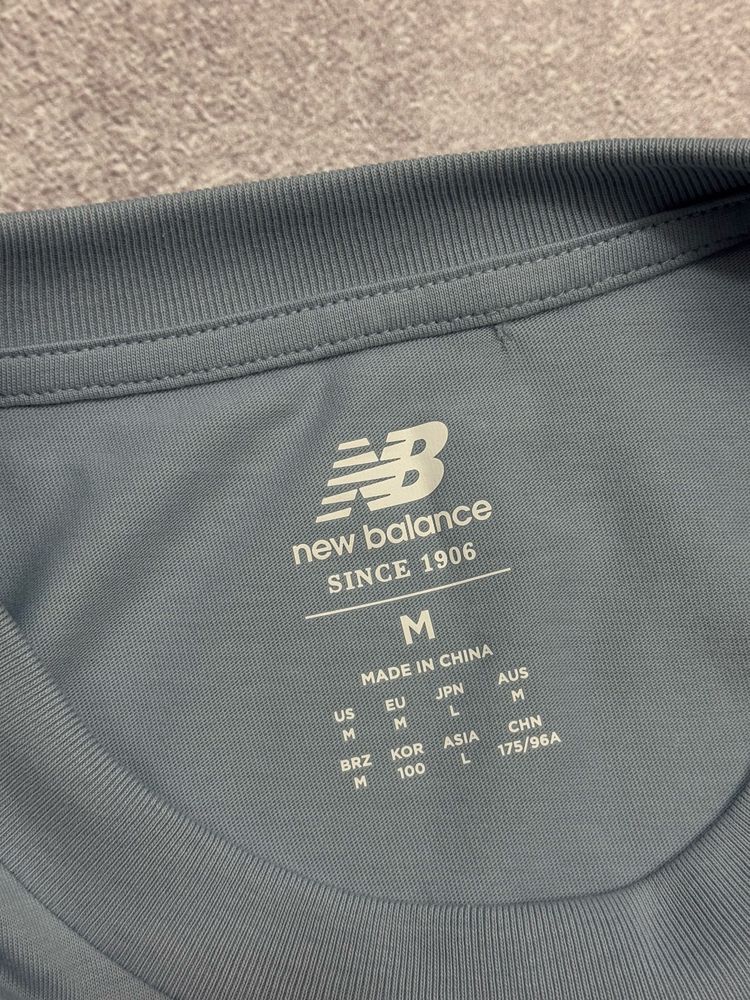 NB
new balance
SINCE 1906
M
MADE IN CHINA
US EU JPN AUS
M M L M
BRZ KOR ASIA CHN
M 100 L 175/96A